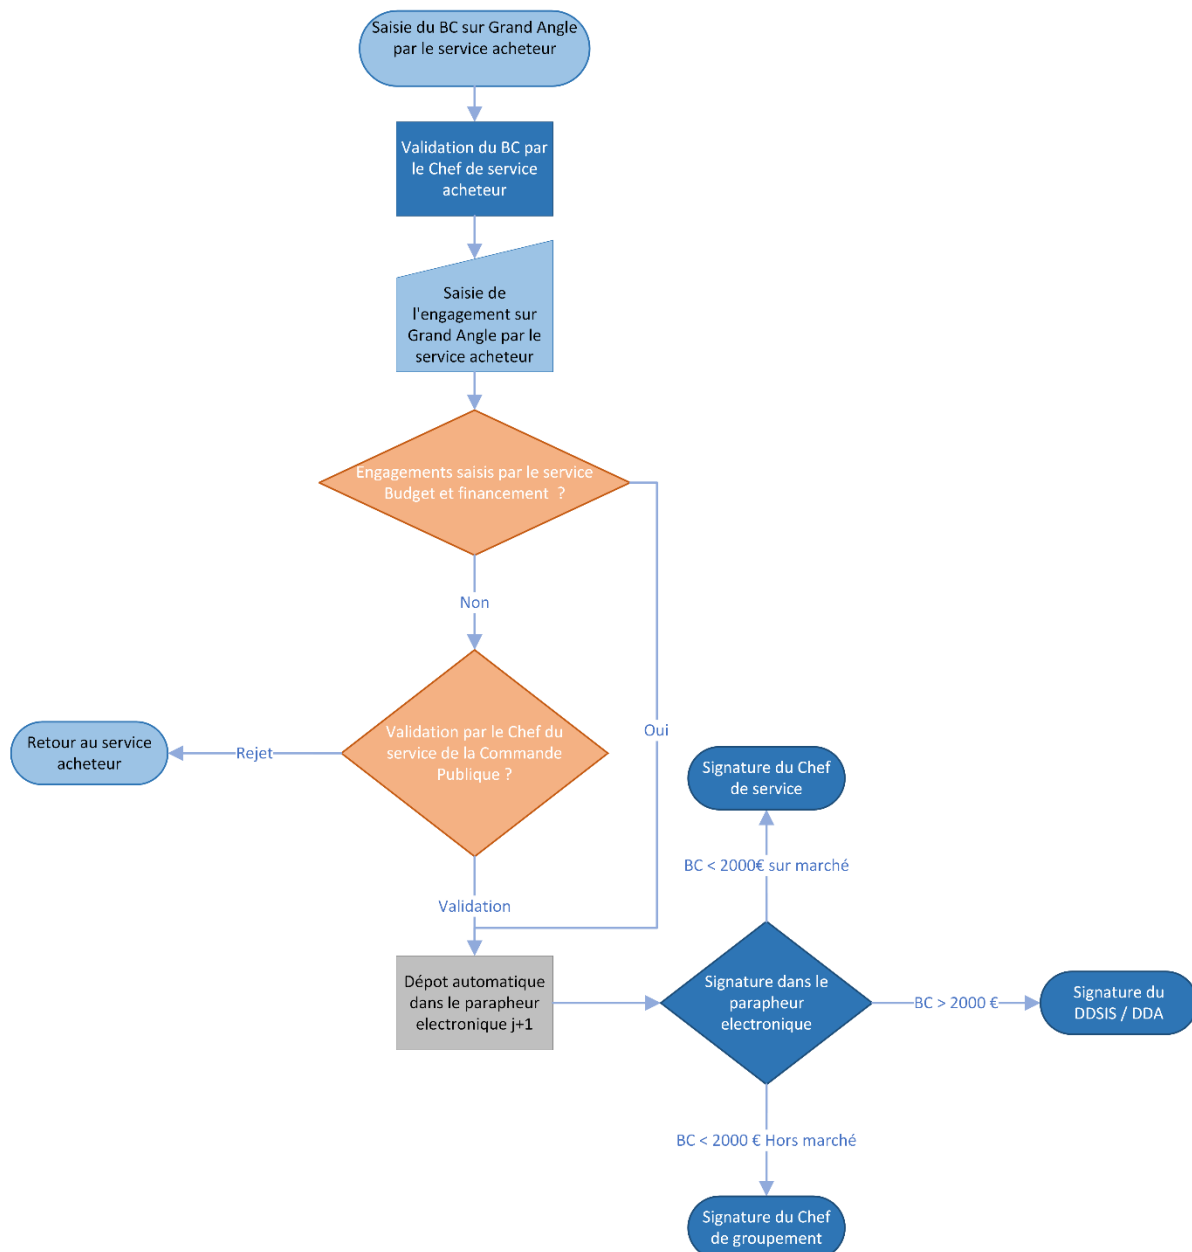 Saisie du BC sur Grand Angle
par le service acheteur
Validation du BC par
le Chef de service
acheteur
Saisie de
l'engagement sur
Grand Angle par le
service acheteur
Engagements saisis par le service
Budget et financement ?
Non
Oui
Validation par le Chef du
service de la Commande
Publique ?
Rejet
Retour au service
acheteur
Validation
Dépot automatique
dans le parapheur
electronique j+1
Signature dans le
parapheur
electronique
BC < 2000€ sur marché
Signature du Chef
de service
BC > 2000 €
Signature du
DDSIS / DDA
BC < 2000 € Hors marché
Signature du Chef
de groupement